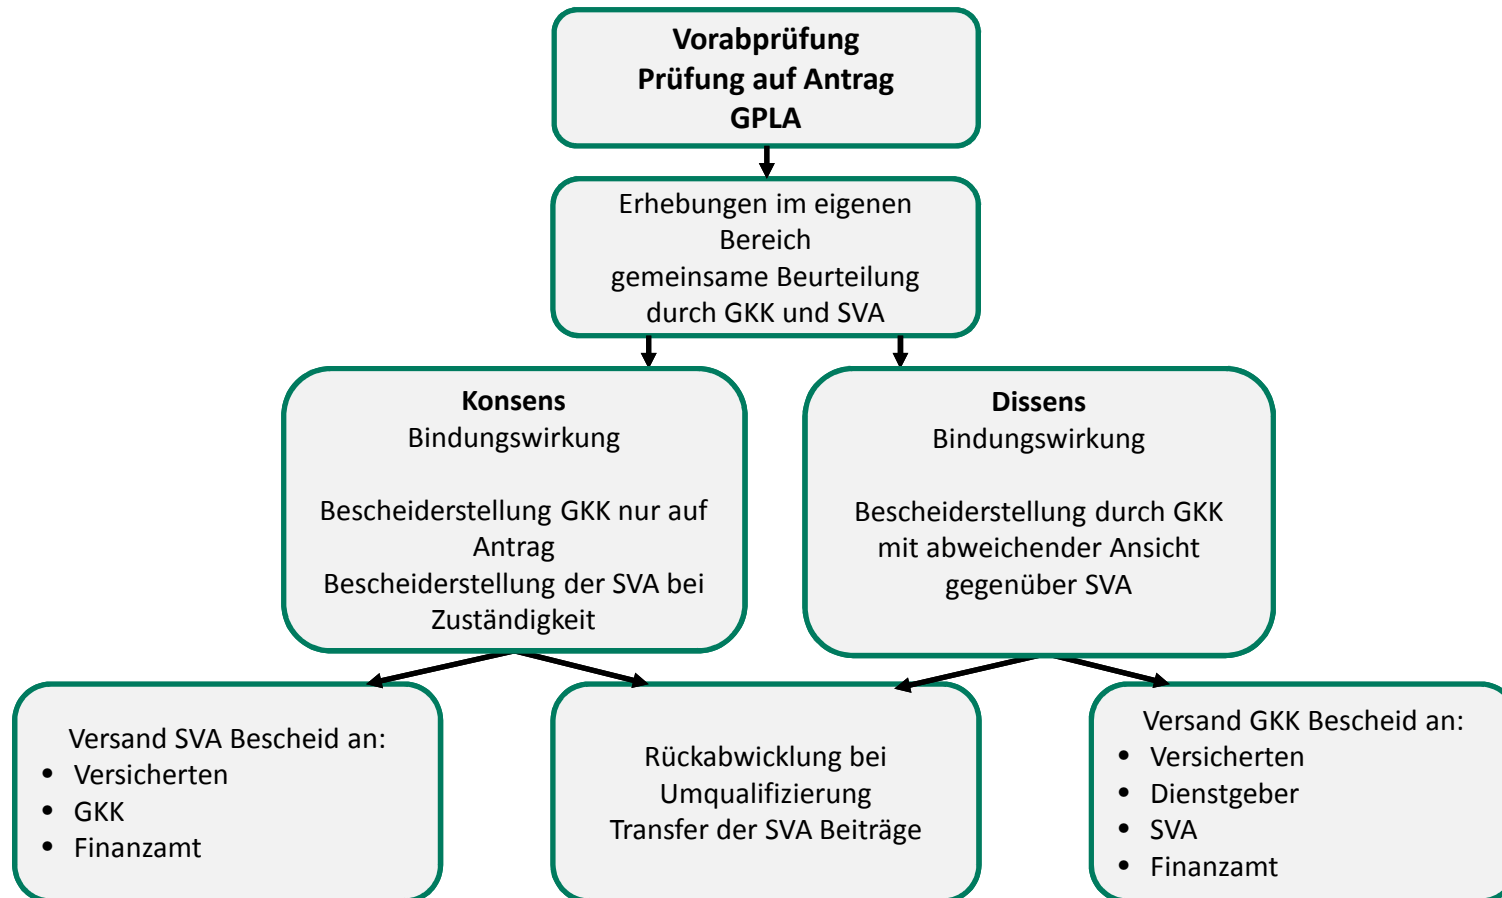 Vorabprüfung
Prüfung auf Antrag
GPLA
Erhebungen im eigenen
Bereich
gemeinsame Beurteilung
durch GKK und SVA
Konsens
Bindungswirkung
Bescheiderstellung GKK nur auf
Antrag
Bescheiderstellung der SVA bei
Zuständigkeit
Dissens
Bindungswirkung
Bescheiderstellung durch GKK
mit abweichender Ansicht
gegenüber SVA
Versand SVA Bescheid an:
• Versicherten
• GKK
• Finanzamt
Rückabwicklung bei
Umqualifizierung
Transfer der SVA Beiträge
Versand GKK Bescheid an:
• Versicherten
• Dienstgeber
• SVA
• Finanzamt